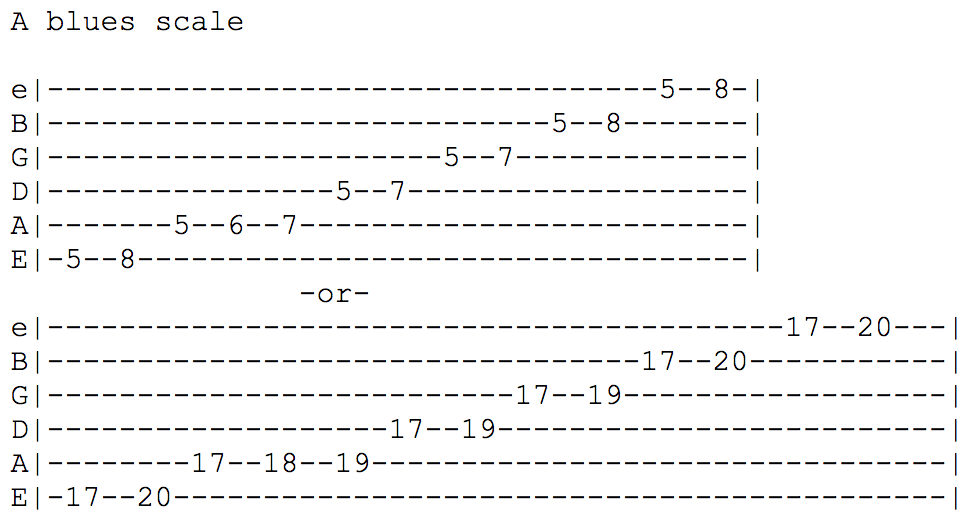 A blues scale
e|----------------------------------5--8-|
B|----------------------------5--8-------|
G|----------------------5--7-------------|
D|----------------5--7-------------------|
A|-------5--6--7-------------------------|
E|-5--8----------------------------------|
-or-
e|-----------------------------------------17--20---|
B|---------------------------------17--20-----------|
G|--------------------------17--19------------------|
D|-------------------17--19-------------------------|
A|--------17--18--19--------------------------------|
E|-17--20-------------------------------------------|